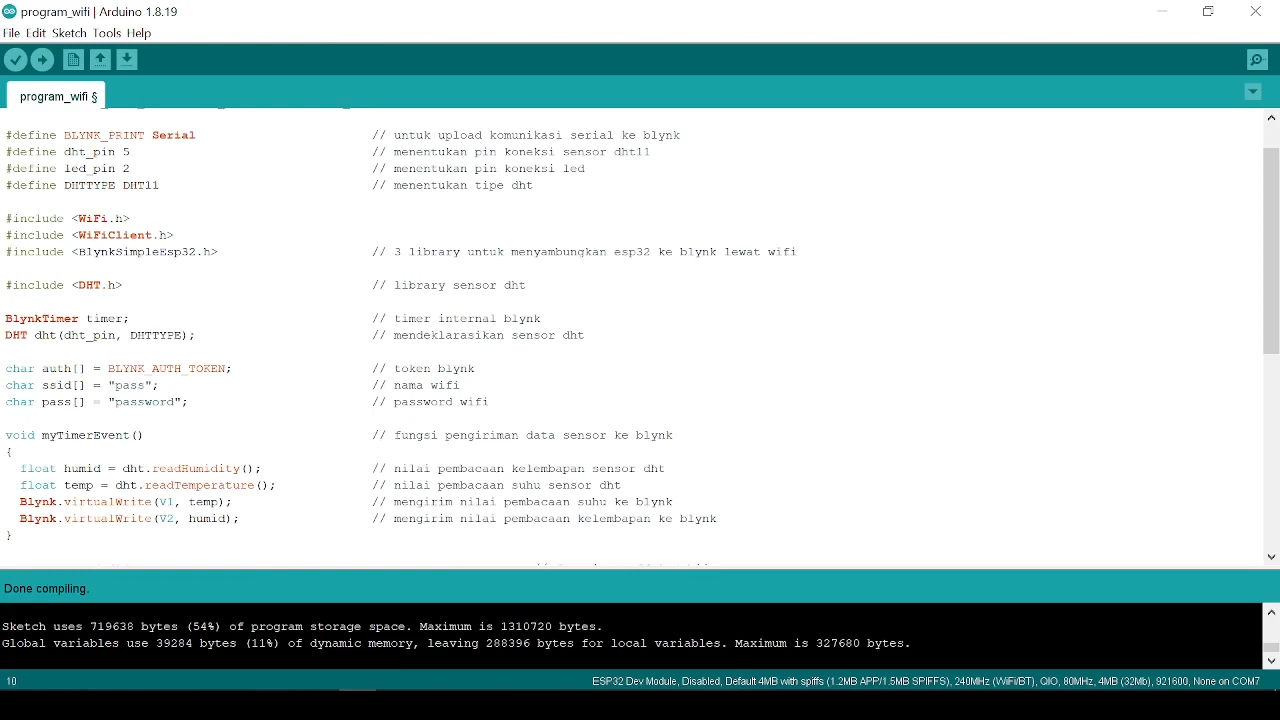 program_wifi | Arduino 1.8.19
File Edit Sketch Tools Help
program_wifi §
#define BLYNK_PRINT Serial // untuk upload komunikasi serial ke blynk
#define dht_pin 5 // menentukan pin koneksi sensor dht11
#define led_pin 2 // menentukan pin koneksi led
#define DHTTYPE DHT11 // menentukan tipe dht
#include <WiFi.h>
#include <WiFiClient.h>
#include <BlynkSimpleEsp32.h> // 3 library untuk menyambungkan esp32 ke blynk lewat wifi
#include <DHT.h> // library sensor dht
BlynkTimer timer; // timer internal blynk
DHT dht(dht_pin, DHTTYPE); // mendeklarasikan sensor dht
char auth[] = BLYNK_AUTH_TOKEN; // token blynk
char ssid[] = "pass"; // nama wifi
char pass[] = "password"; // password wifi
void myTimerEvent() // fungsi pengiriman data sensor ke blynk
{
float humid = dht.readHumidity(); // nilai pembacaan kelembapan sensor dht
float temp = dht.readTemperature(); // nilai pembacaan suhu sensor dht
Blynk.virtualWrite(V1, temp); // mengirim nilai pembacaan suhu ke blynk
Blynk.virtualWrite(V2, humid); // mengirim nilai pembacaan kelembapan ke blynk
}
Done compiling.
Sketch uses 719638 bytes (54%) of program storage space. Maximum is 1310720 bytes.
Global variables use 39284 bytes (11%) of dynamic memory, leaving 288396 bytes for local variables. Maximum is 327680 bytes.
10 ESP32 Dev Module, Disabled, Default 4MB with spiffs (1.2MB APP/1.5MB SPIFFS), 240MHz (WiFi/BT), QIO, 80MHz, 4MB (32Mb), 921600, None on COM7